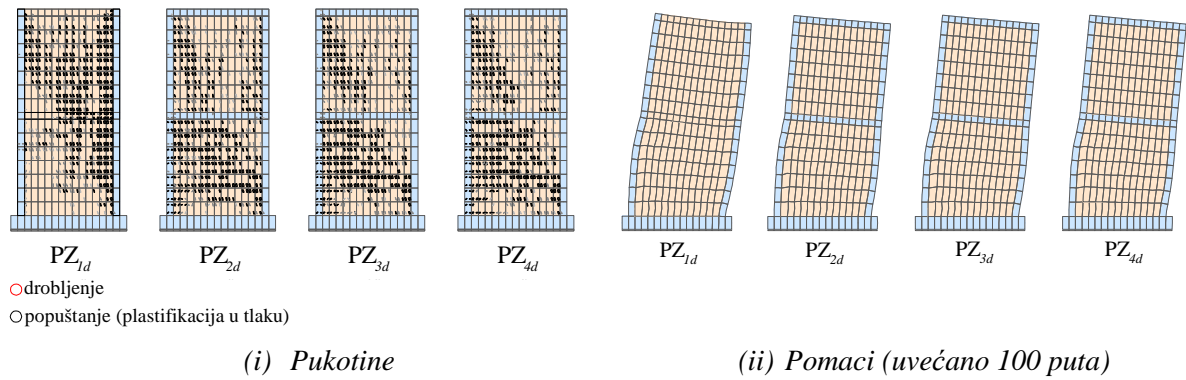 PZ1d PZ2d PZ3d PZ4d PZ1d PZ2d PZ3d PZ4d
drobljenje
popuštanje (plastifikacija u tlaku)
(i) Pukotine (ii) Pomaci (uvećano 100 puta)